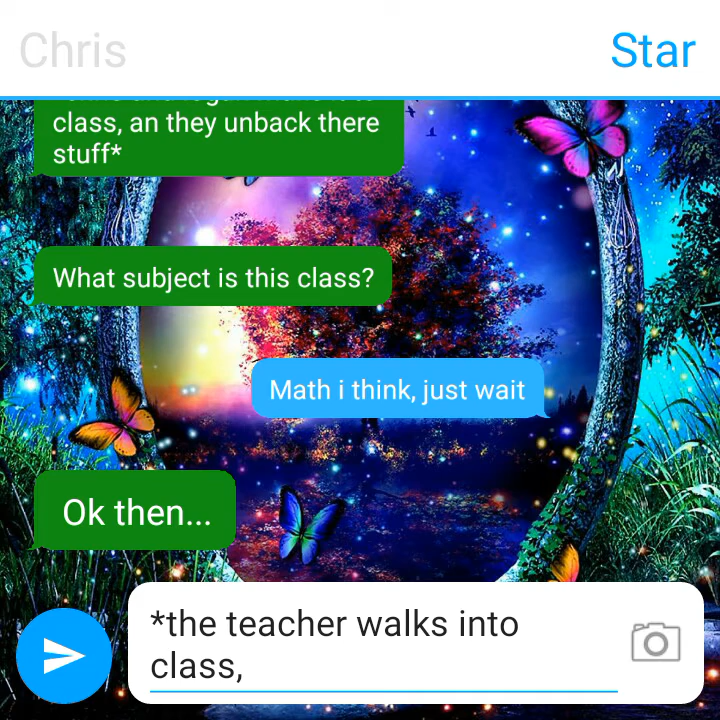 Chris
Star
class, an they unback there
stuff*
What subject is this class?
Math i think, just wait
Ok then...
*the teacher walks into
class,